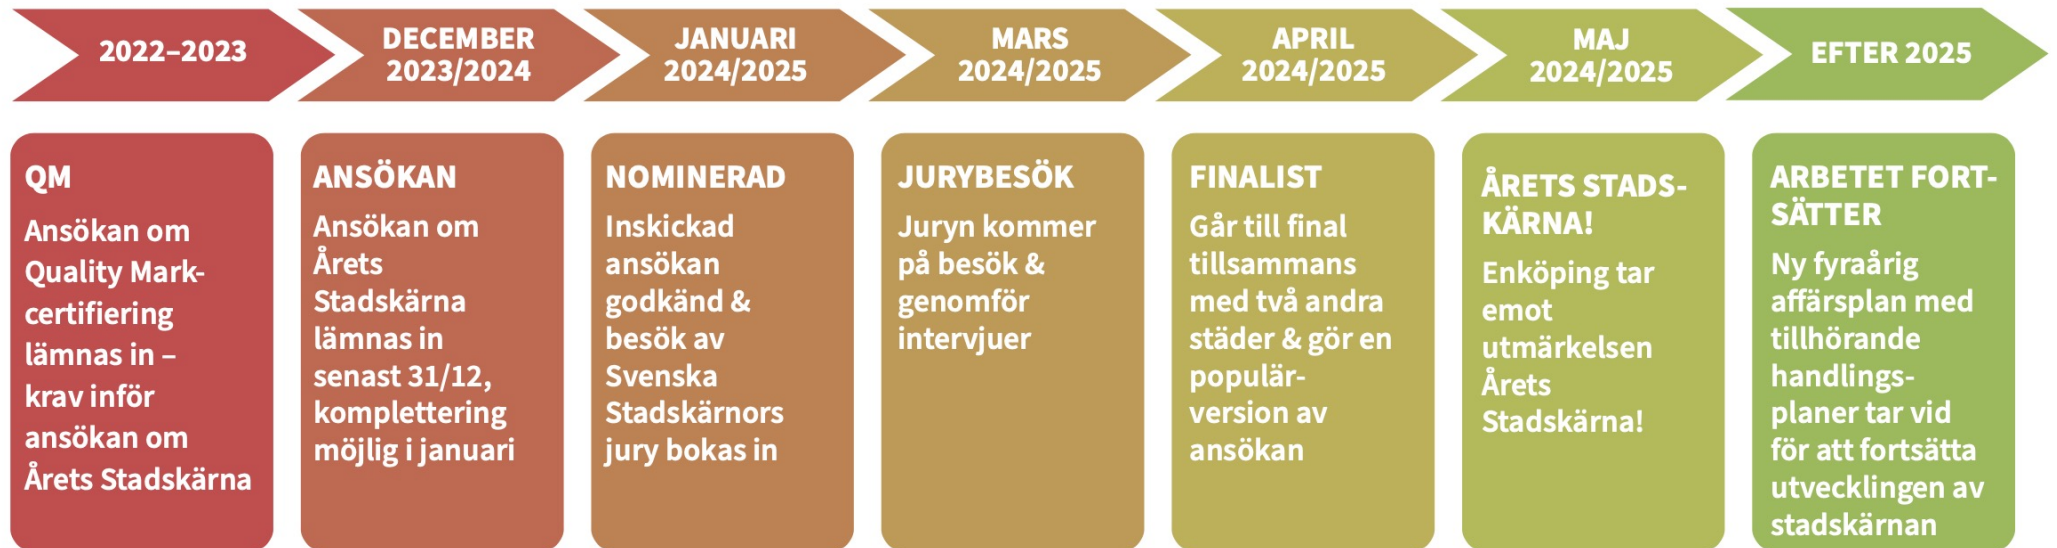 2022–2023
DECEMBER
2023/2024
JANUARI
2024/2025
MARS
2024/2025
APRIL
2024/2025
MAJ
2024/2025
EFTER 2025
QM
Ansökan om
Quality Mark-
certifiering
lämnas in –
krav inför
ansökan om
Årets Stadskärna
ANSÖKAN
Ansökan om
Årets
Stadskärna
lämnas in
senast 31/12,
komplettering
möjlig i januari
NOMINERAD
Inskickad
ansökan
godkänd &
besök av
Svenska
Stadskärnors
jury bokas in
JURYBESÖK
Juryn kommer
på besök &
genomför
intervjuer
FINALIST
Går till final
tillsammans
med två andra
städer & gör en
populär-
version av
ansökan
ÅRETS STADS-
KÄRNA!
Enköping tar
emot
utmärkelsen
Årets
Stadskärna!
ARBETET FORT-
SÄTTER
Ny fyraårig
affärsplan med
tillhörande
handlings-
planer tar vid
för att fortsätta
utvecklingen av
stadskärnan